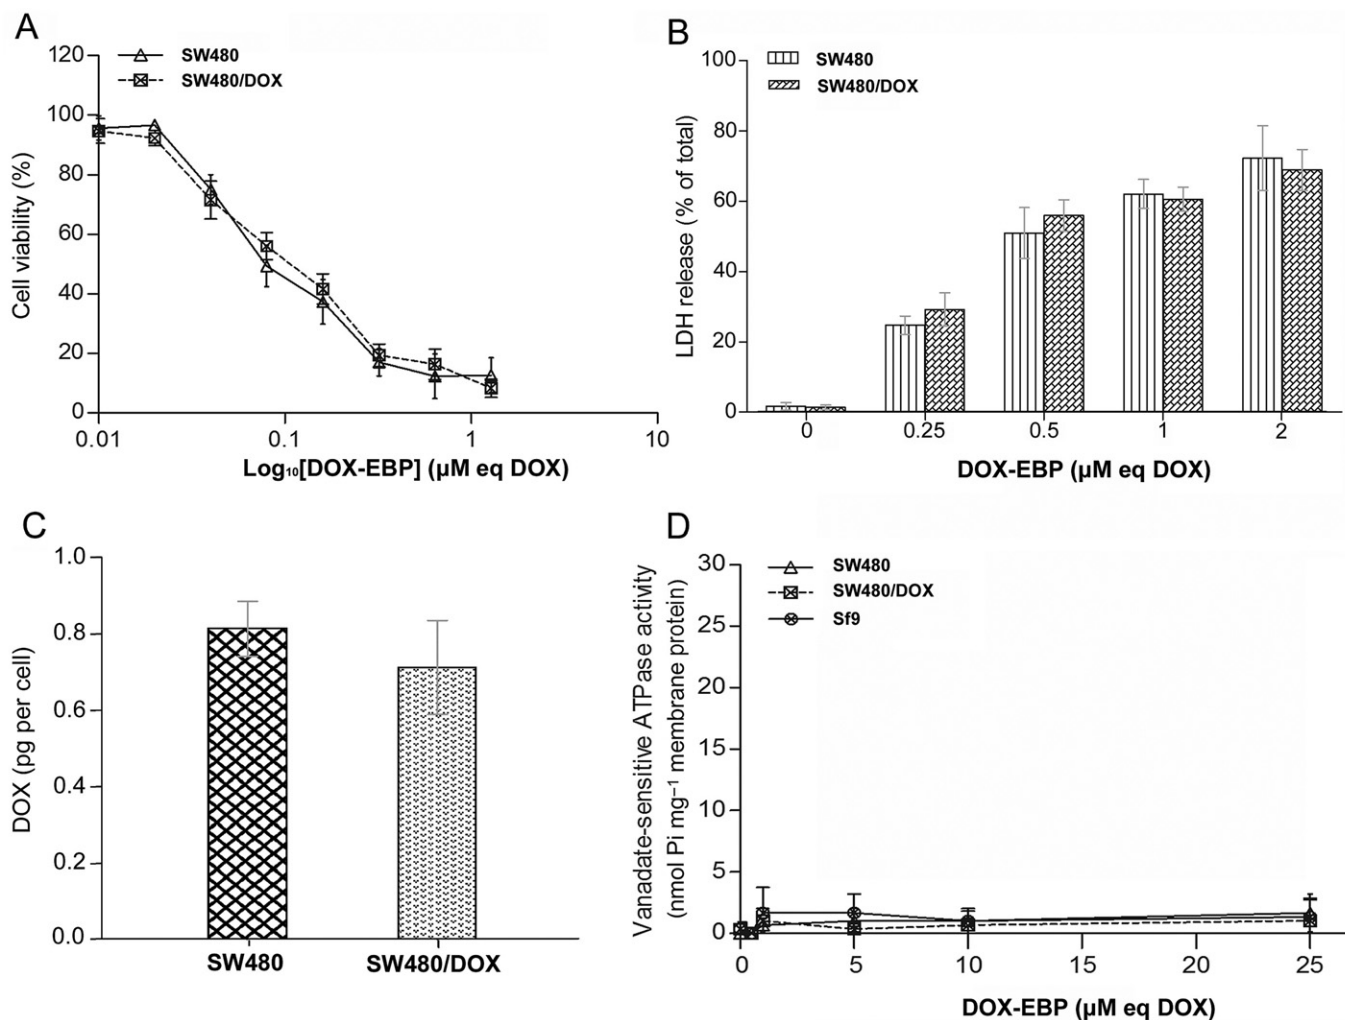 A
120
100
80
60
40
20
0
Cell viability (%)
SW480
SW480/DOX
0.01
0.1
1
10
Log₁₀[DOX-EBP] (µM eq DOX)
B
100
80
60
40
20
0
LDH release (% of total)
SW480
SW480/DOX
0
0.25
0.5
1
2
DOX-EBP (µM eq DOX)
C
1.0
0.8
0.6
0.4
0.2
0.0
DOX (pg per cell)
SW480
SW480/DOX
D
30
25
20
15
10
5
0
Vanadate-sensitive ATPase activity
(nmol Pi mg⁻¹ membrane protein)
SW480
SW480/DOX
Sf9
0
5
10
15
20
25
DOX-EBP (µM eq DOX)